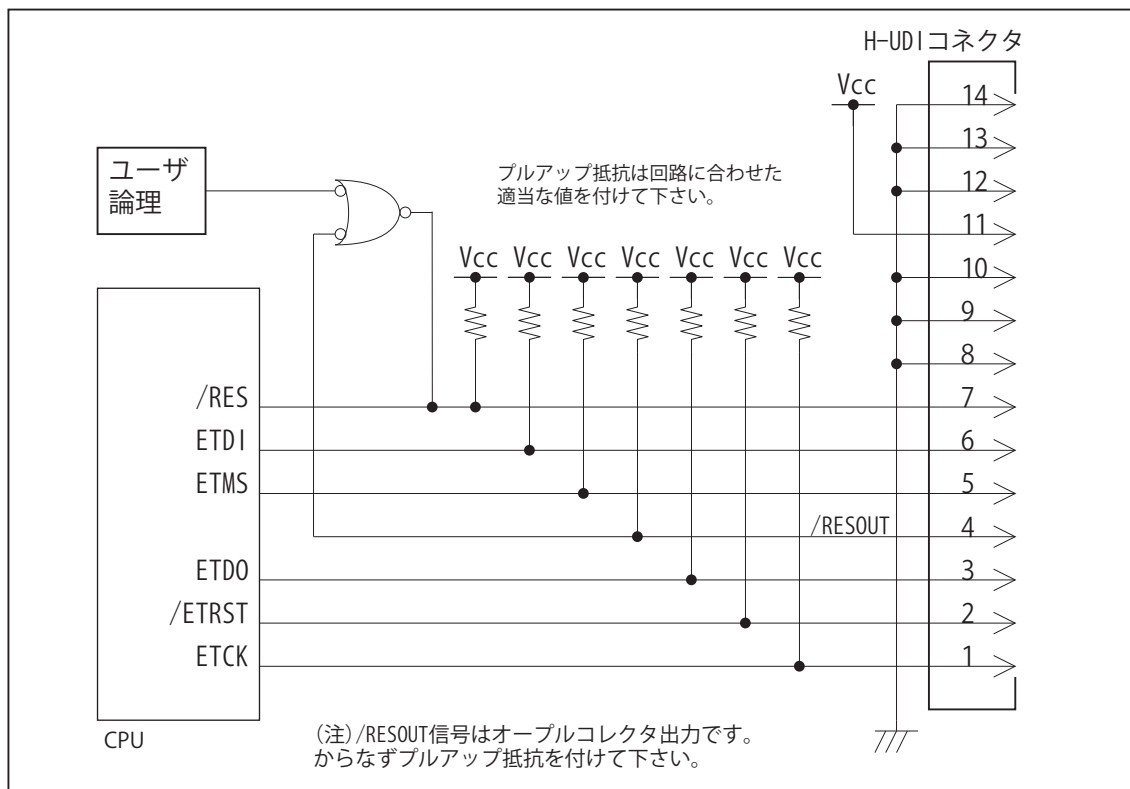 H-UDIコネクタ
Vcc
14
13
12
11
10
9
8
7
6
5
4
3
2
1
ユーザ
論理
プルアップ抵抗は回路に合わせた
適当な値を付けて下さい。
Vcc Vcc Vcc Vcc Vcc Vcc Vcc
/RES
ETDI
ETMS
/RESOUT
ETDO
/ETRST
ETCK
CPU
(注)/RESOUT信号はオープルコレクタ出力です。
からなずプルアップ抵抗を付けて下さい。